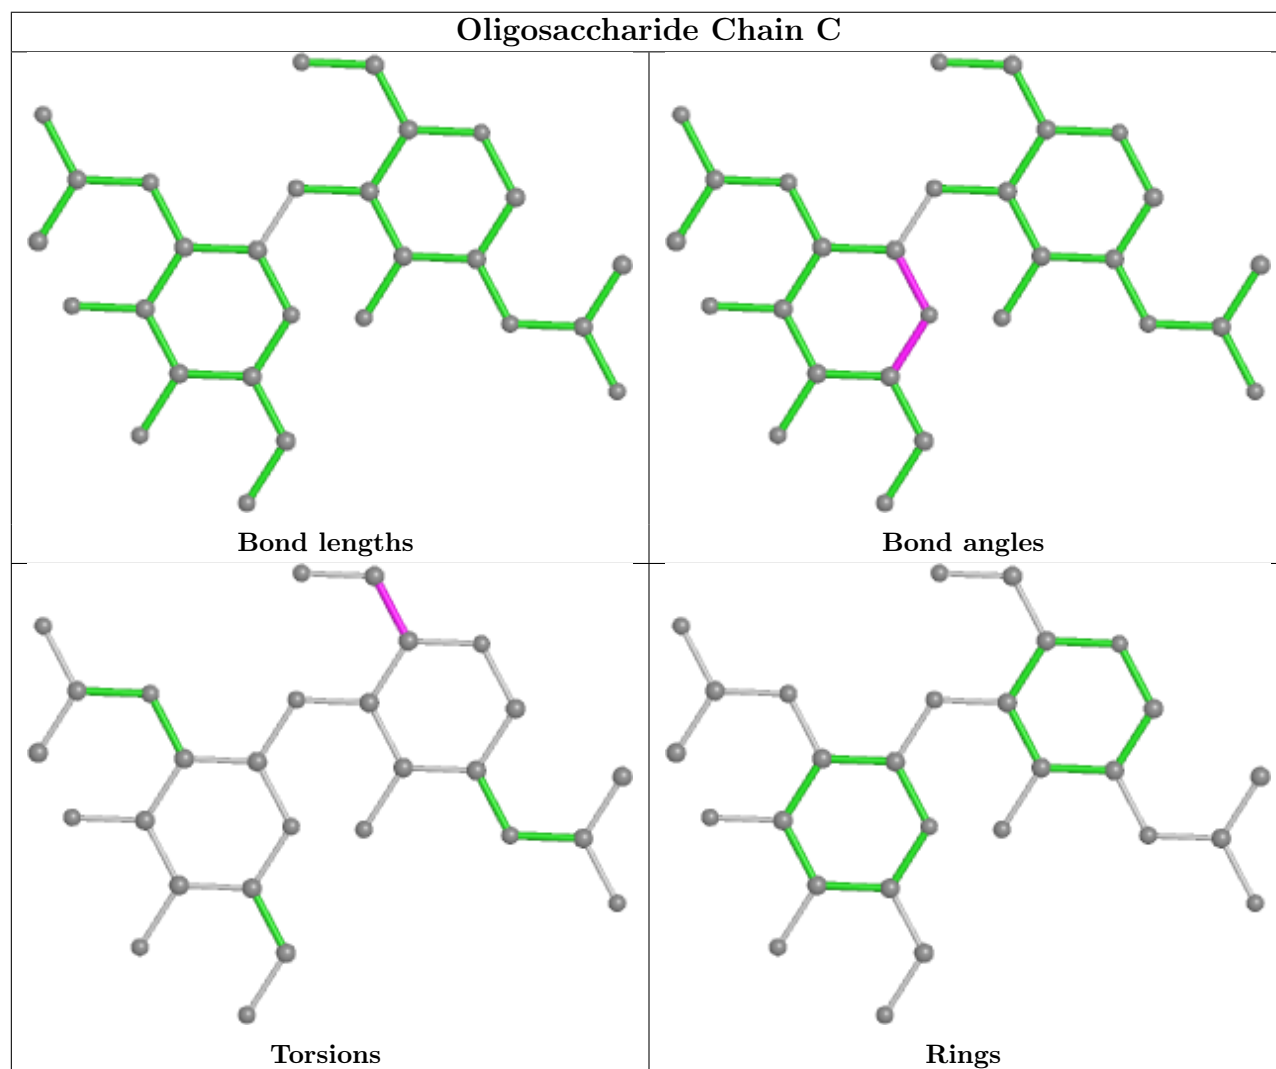 Oligosaccharide Chain C
Bond lengths
Bond angles
Torsions
Rings